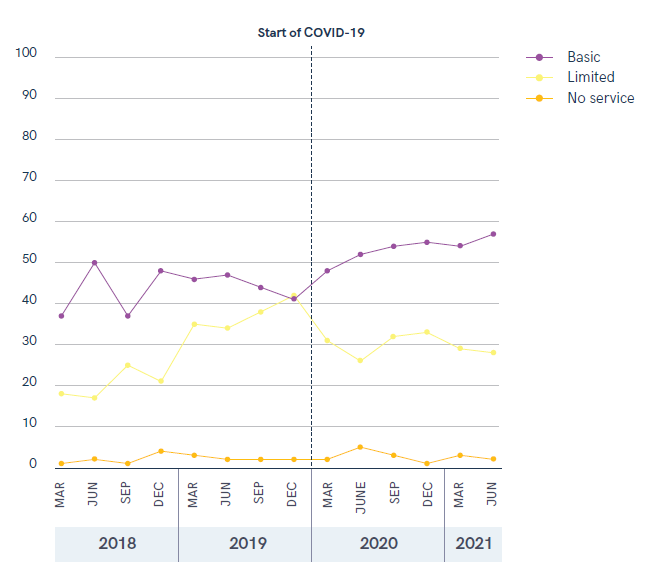 Start of COVID-19
100
90
80
70
60
50
40
30
20
10
0
Basic
Limited
No service
MAR JUN SEP DEC MAR JUN SEP DEC MAR JUNE SEP DEC MAR JUN
2018 2019 2020 2021